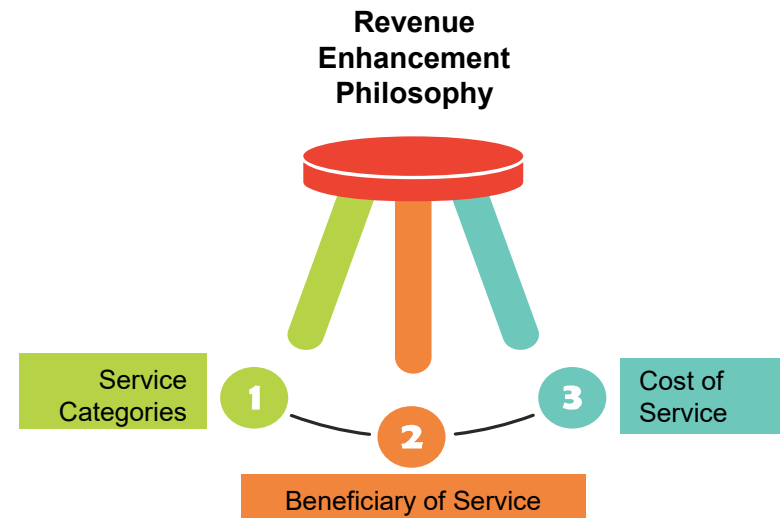 Revenue
Enhancement
Philosophy
Service
Categories
1
2
3
Cost of
Service
Beneficiary of Service